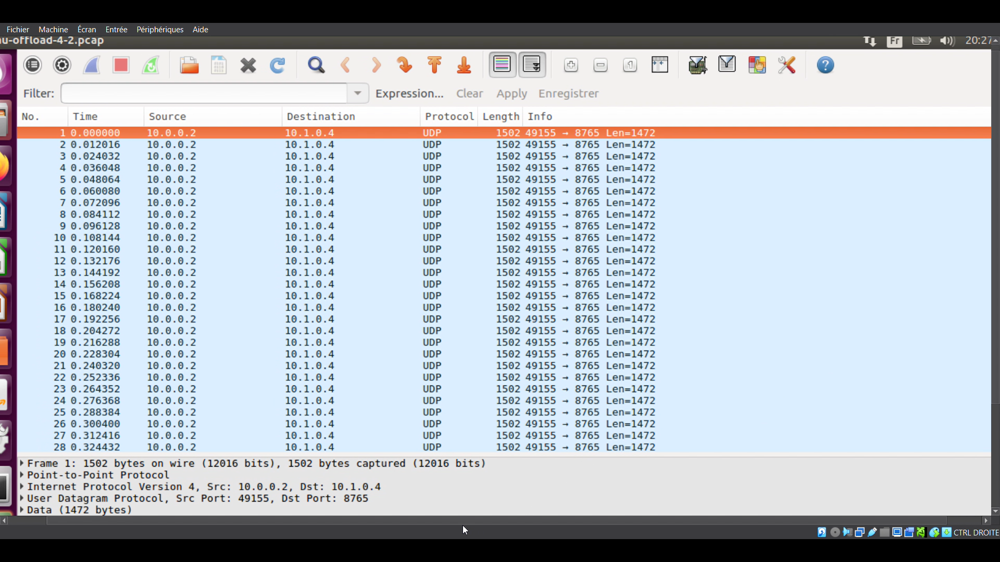 Fichier Machine Écran Entrée Périphériques Aide
u-offload-4-2.pcap Fr 20:27
Filter: Expression... Clear Apply Enregistrer
No. Time Source Destination Protocol Length Info
1 0.000000 10.0.0.2 10.1.0.4 UDP 1502 49155 → 8765 Len=1472
2 0.012016 10.0.0.2 10.1.0.4 UDP 1502 49155 → 8765 Len=1472
3 0.024032 10.0.0.2 10.1.0.4 UDP 1502 49155 → 8765 Len=1472
4 0.036048 10.0.0.2 10.1.0.4 UDP 1502 49155 → 8765 Len=1472
5 0.048064 10.0.0.2 10.1.0.4 UDP 1502 49155 → 8765 Len=1472
6 0.060080 10.0.0.2 10.1.0.4 UDP 1502 49155 → 8765 Len=1472
7 0.072096 10.0.0.2 10.1.0.4 UDP 1502 49155 → 8765 Len=1472
8 0.084112 10.0.0.2 10.1.0.4 UDP 1502 49155 → 8765 Len=1472
9 0.096128 10.0.0.2 10.1.0.4 UDP 1502 49155 → 8765 Len=1472
10 0.108144 10.0.0.2 10.1.0.4 UDP 1502 49155 → 8765 Len=1472
11 0.120160 10.0.0.2 10.1.0.4 UDP 1502 49155 → 8765 Len=1472
12 0.132176 10.0.0.2 10.1.0.4 UDP 1502 49155 → 8765 Len=1472
13 0.144192 10.0.0.2 10.1.0.4 UDP 1502 49155 → 8765 Len=1472
14 0.156208 10.0.0.2 10.1.0.4 UDP 1502 49155 → 8765 Len=1472
15 0.168224 10.0.0.2 10.1.0.4 UDP 1502 49155 → 8765 Len=1472
16 0.180240 10.0.0.2 10.1.0.4 UDP 1502 49155 → 8765 Len=1472
17 0.192256 10.0.0.2 10.1.0.4 UDP 1502 49155 → 8765 Len=1472
18 0.204272 10.0.0.2 10.1.0.4 UDP 1502 49155 → 8765 Len=1472
19 0.216288 10.0.0.2 10.1.0.4 UDP 1502 49155 → 8765 Len=1472
20 0.228304 10.0.0.2 10.1.0.4 UDP 1502 49155 → 8765 Len=1472
21 0.240320 10.0.0.2 10.1.0.4 UDP 1502 49155 → 8765 Len=1472
22 0.252336 10.0.0.2 10.1.0.4 UDP 1502 49155 → 8765 Len=1472
23 0.264352 10.0.0.2 10.1.0.4 UDP 1502 49155 → 8765 Len=1472
24 0.276368 10.0.0.2 10.1.0.4 UDP 1502 49155 → 8765 Len=1472
25 0.288384 10.0.0.2 10.1.0.4 UDP 1502 49155 → 8765 Len=1472
26 0.300400 10.0.0.2 10.1.0.4 UDP 1502 49155 → 8765 Len=1472
27 0.312416 10.0.0.2 10.1.0.4 UDP 1502 49155 → 8765 Len=1472
28 0.324432 10.0.0.2 10.1.0.4 UDP 1502 49155 → 8765 Len=1472
Frame 1: 1502 bytes on wire (12016 bits), 1502 bytes captured (12016 bits)
Point-to-Point Protocol
Internet Protocol Version 4, Src: 10.0.0.2, Dst: 10.1.0.4
User Datagram Protocol, Src Port: 49155, Dst Port: 8765
Data (1472 bytes)
CTRL DROITE